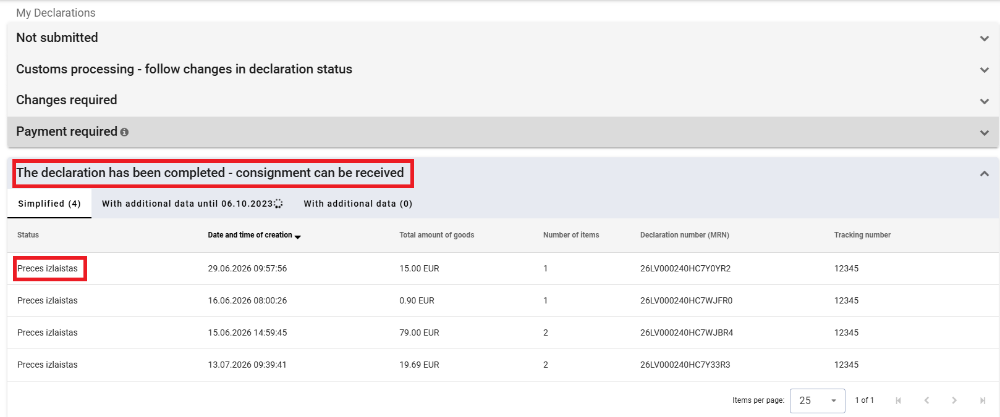 My Declarations
Not submitted
Customs processing - follow changes in declaration status
Changes required
Payment required
The declaration has been completed - consignment can be received
Simplified (4) With additional data until 06.10.2023 With additional data (0)
Status Date and time of creation Total amount of goods Number of items Declaration number (MRN) Tracking number
Preces izlaistas 29.06.2026 09:57:56 15.00 EUR 1 26LV000240HC7Y0YR2 12345
Preces izlaistas 16.06.2026 08:00:26 0.90 EUR 1 26LV000240HC7WJFR0 12345
Preces izlaistas 15.06.2026 14:59:45 79.00 EUR 2 26LV000240HC7WJBR4 12345
Preces izlaistas 13.07.2026 09:39:41 19.69 EUR 2 26LV000240HC7Y33R3 12345
Items per page: 25 1 of 1